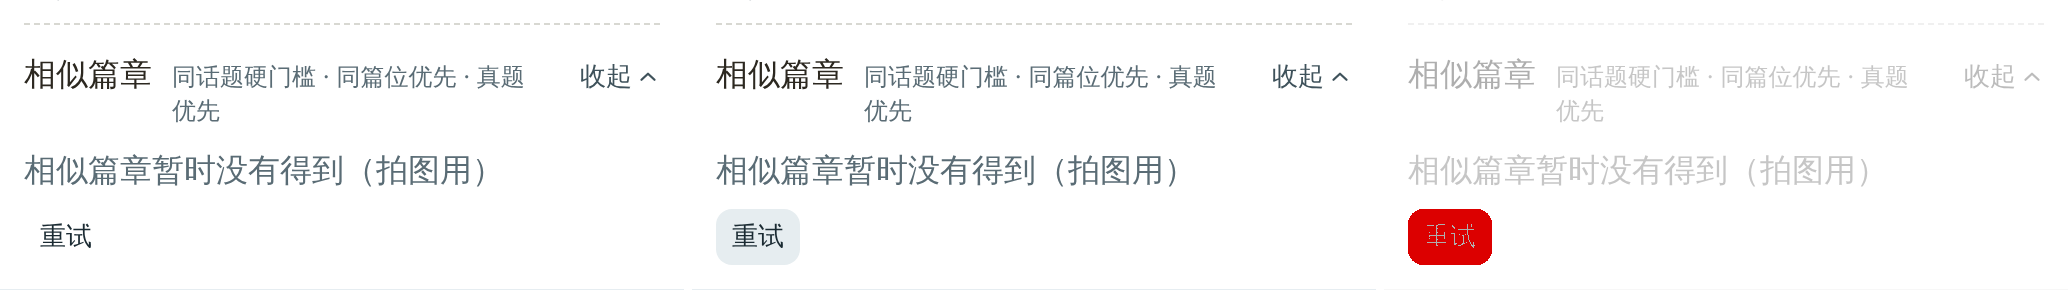 相似篇章 同话题硬门槛 · 同篇位优先 · 真题 收起
优先
相似篇章暂时没有得到（拍图用）
重试
相似篇章 同话题硬门槛 · 同篇位优先 · 真题 收起
优先
相似篇章暂时没有得到（拍图用）
重试
相似篇章 同话题硬门槛 · 同篇位优先 · 真题 收起
优先
相似篇章暂时没有得到（拍图用）
重试